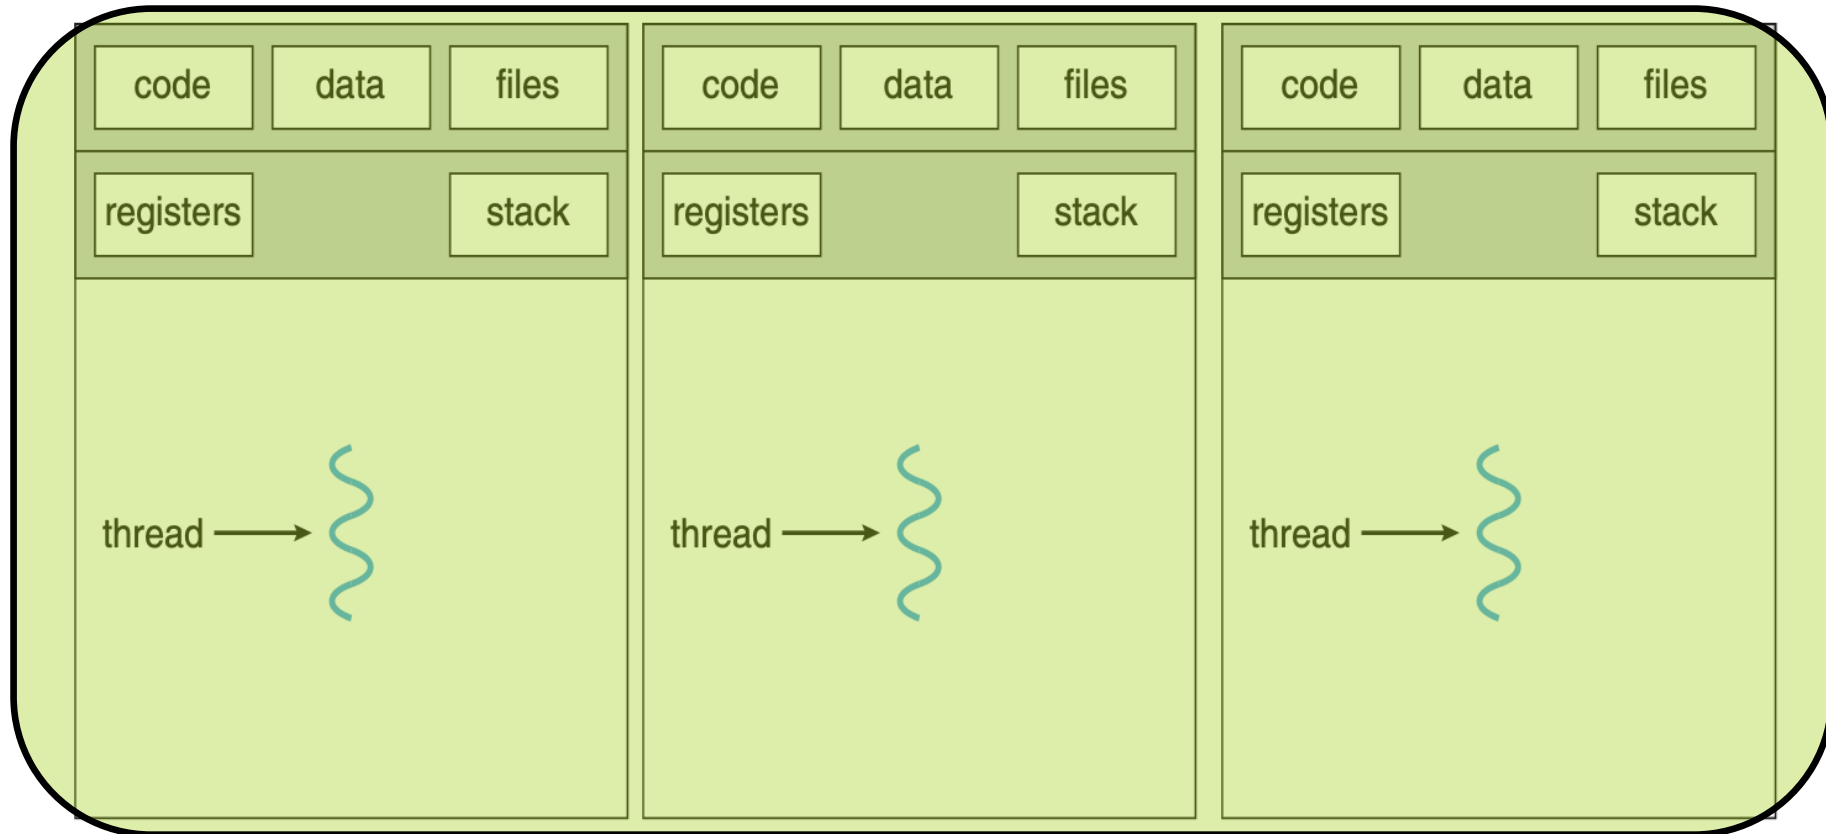 code data files code data files code data files
registers stack registers stack registers stack
thread thread thread